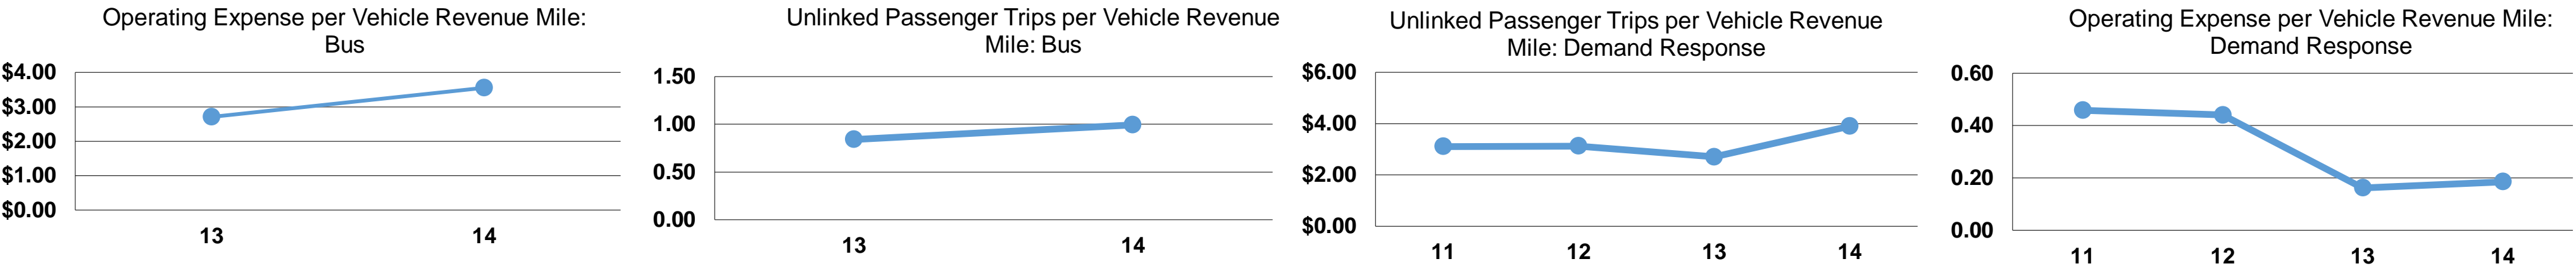 Operating Expense per Vehicle Revenue Mile:
Bus
$4.00
$3.00
$2.00
$1.00
$0.00
13 14
Unlinked Passenger Trips per Vehicle Revenue
Mile: Bus
1.50
1.00
0.50
0.00
13 14
Unlinked Passenger Trips per Vehicle Revenue
Mile: Demand Response
$6.00
$4.00
$2.00
$0.00
11 12 13 14
Operating Expense per Vehicle Revenue Mile:
Demand Response
0.60
0.40
0.20
0.00
11 12 13 14